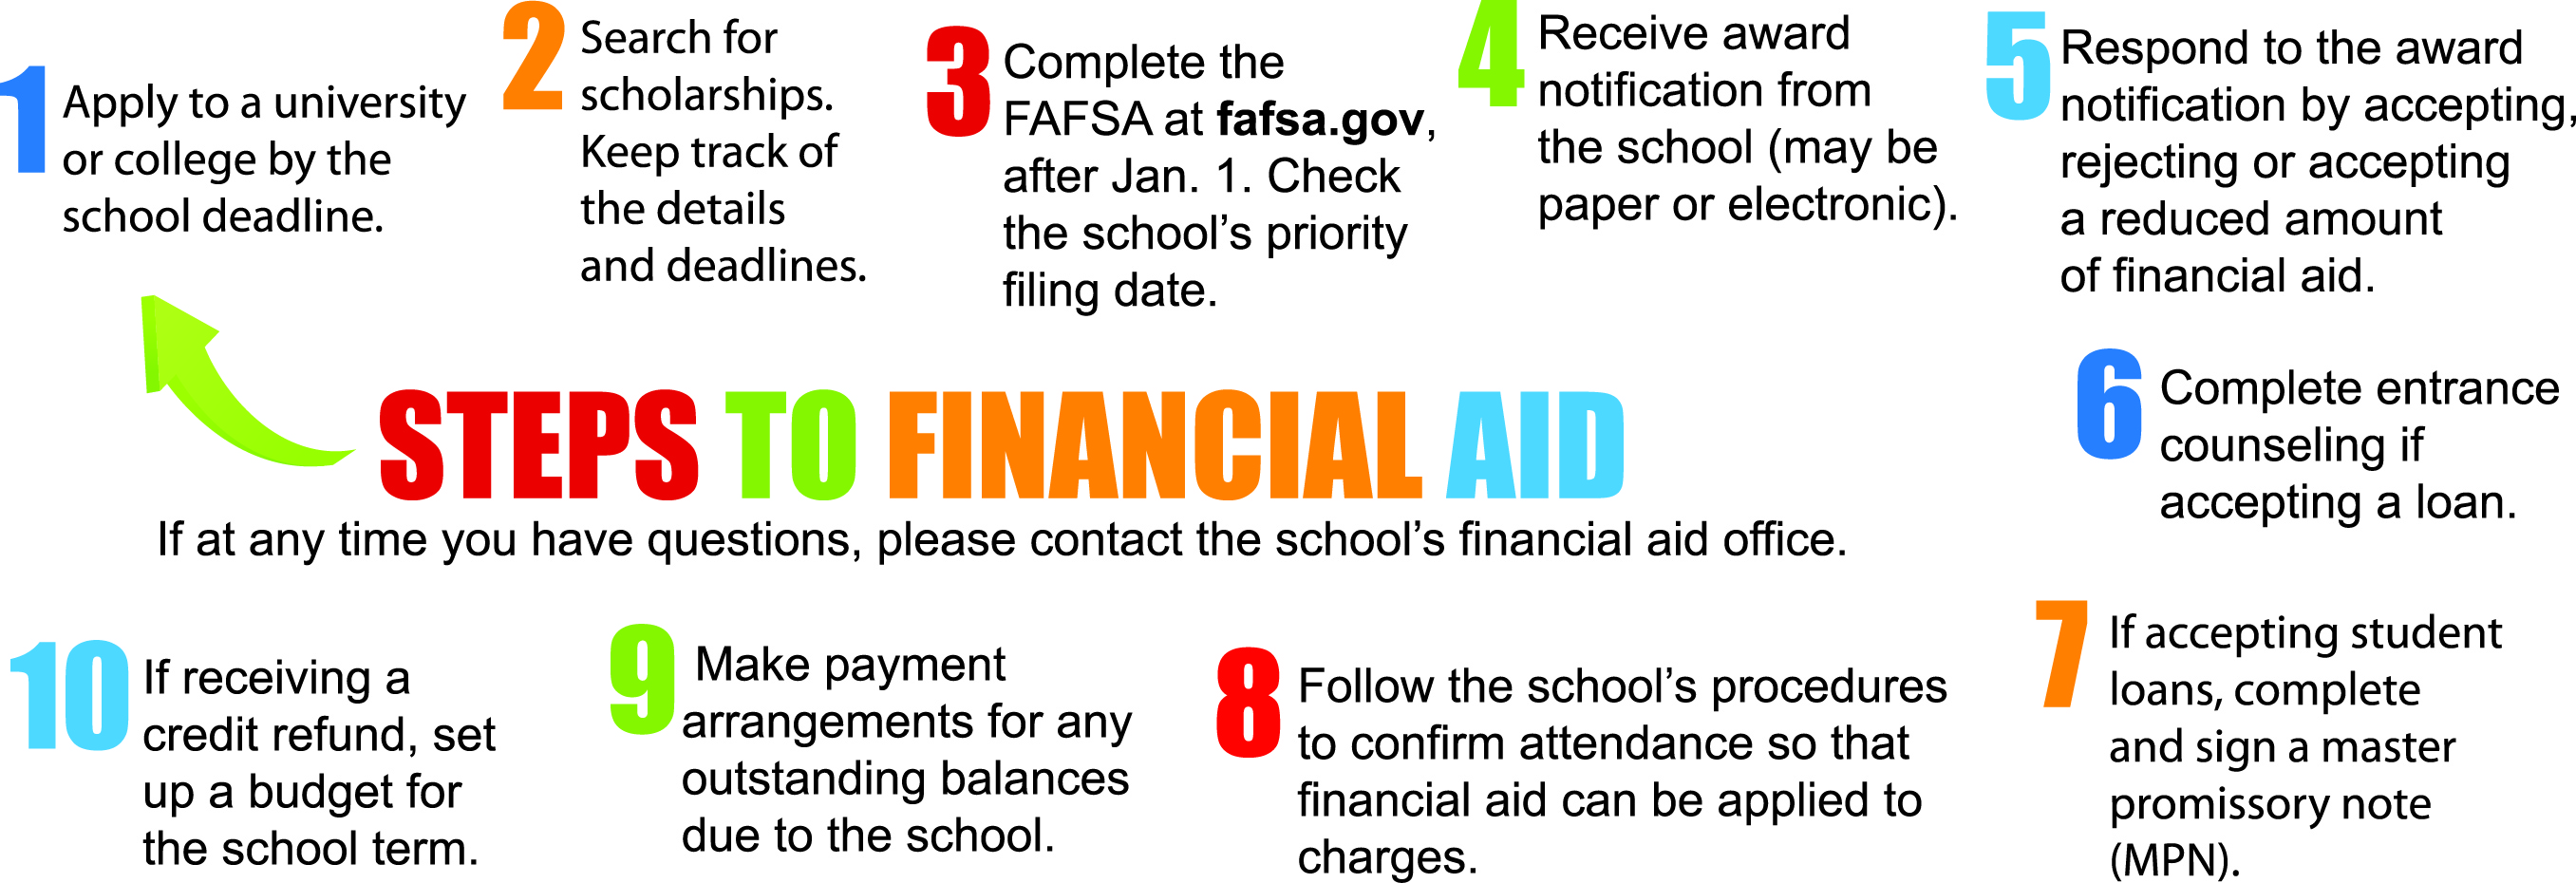 1
Apply to a university
or college by the
school deadline.
2
Search for
scholarships.
Keep track of
the details
and deadlines.
3
Complete the
FAFSA at fafsa.gov,
after Jan. 1. Check
the school's priority
filing date.
4
Receive award
notification from
the school (may be
paper or electronic).
5
Respond to the award
notification by accepting,
rejecting or accepting
a reduced amount
of financial aid.
STEPS TO FINANCIAL AID
If at any time you have questions, please contact the school's financial aid office.
6
Complete entrance
counseling if
accepting a loan.
7
If accepting student
loans, complete
and sign a master
promissory note
(MPN).
8
Follow the school's procedures
to confirm attendance so that
financial aid can be applied to
charges.
9
Make payment
arrangements for any
outstanding balances
due to the school.
10
If receiving a
credit refund, set
up a budget for
the school term.